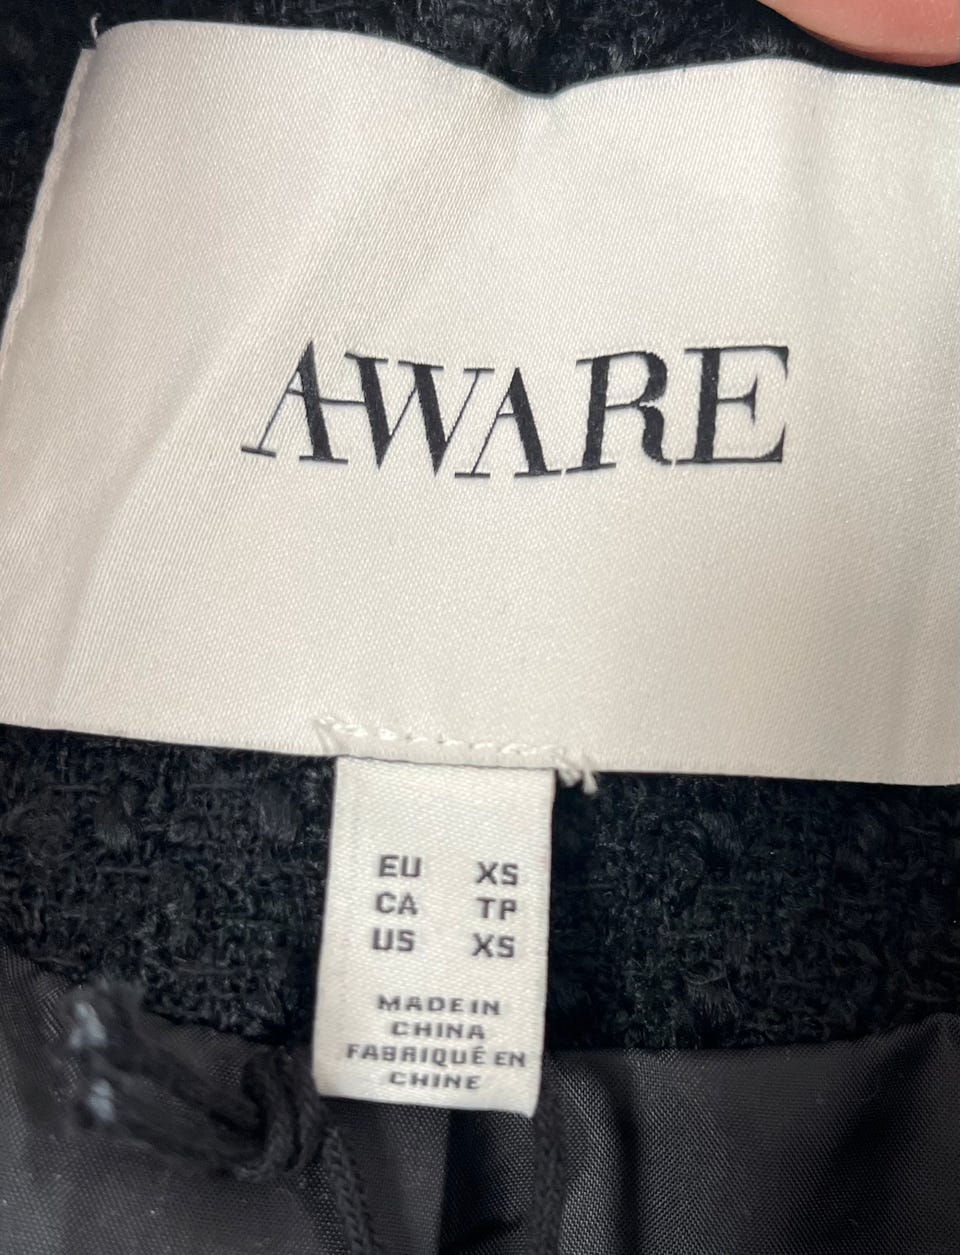 AWARE
EU XS
CA TP
US XS
MADE IN
CHINA
FABRIQUÉ EN
CHINE